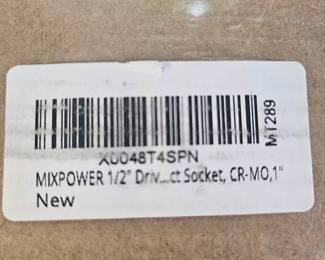 X0048T4SPN
MIXPOWER 1/2" Driv...ct Socket, CR-MO,1"
New
MT289